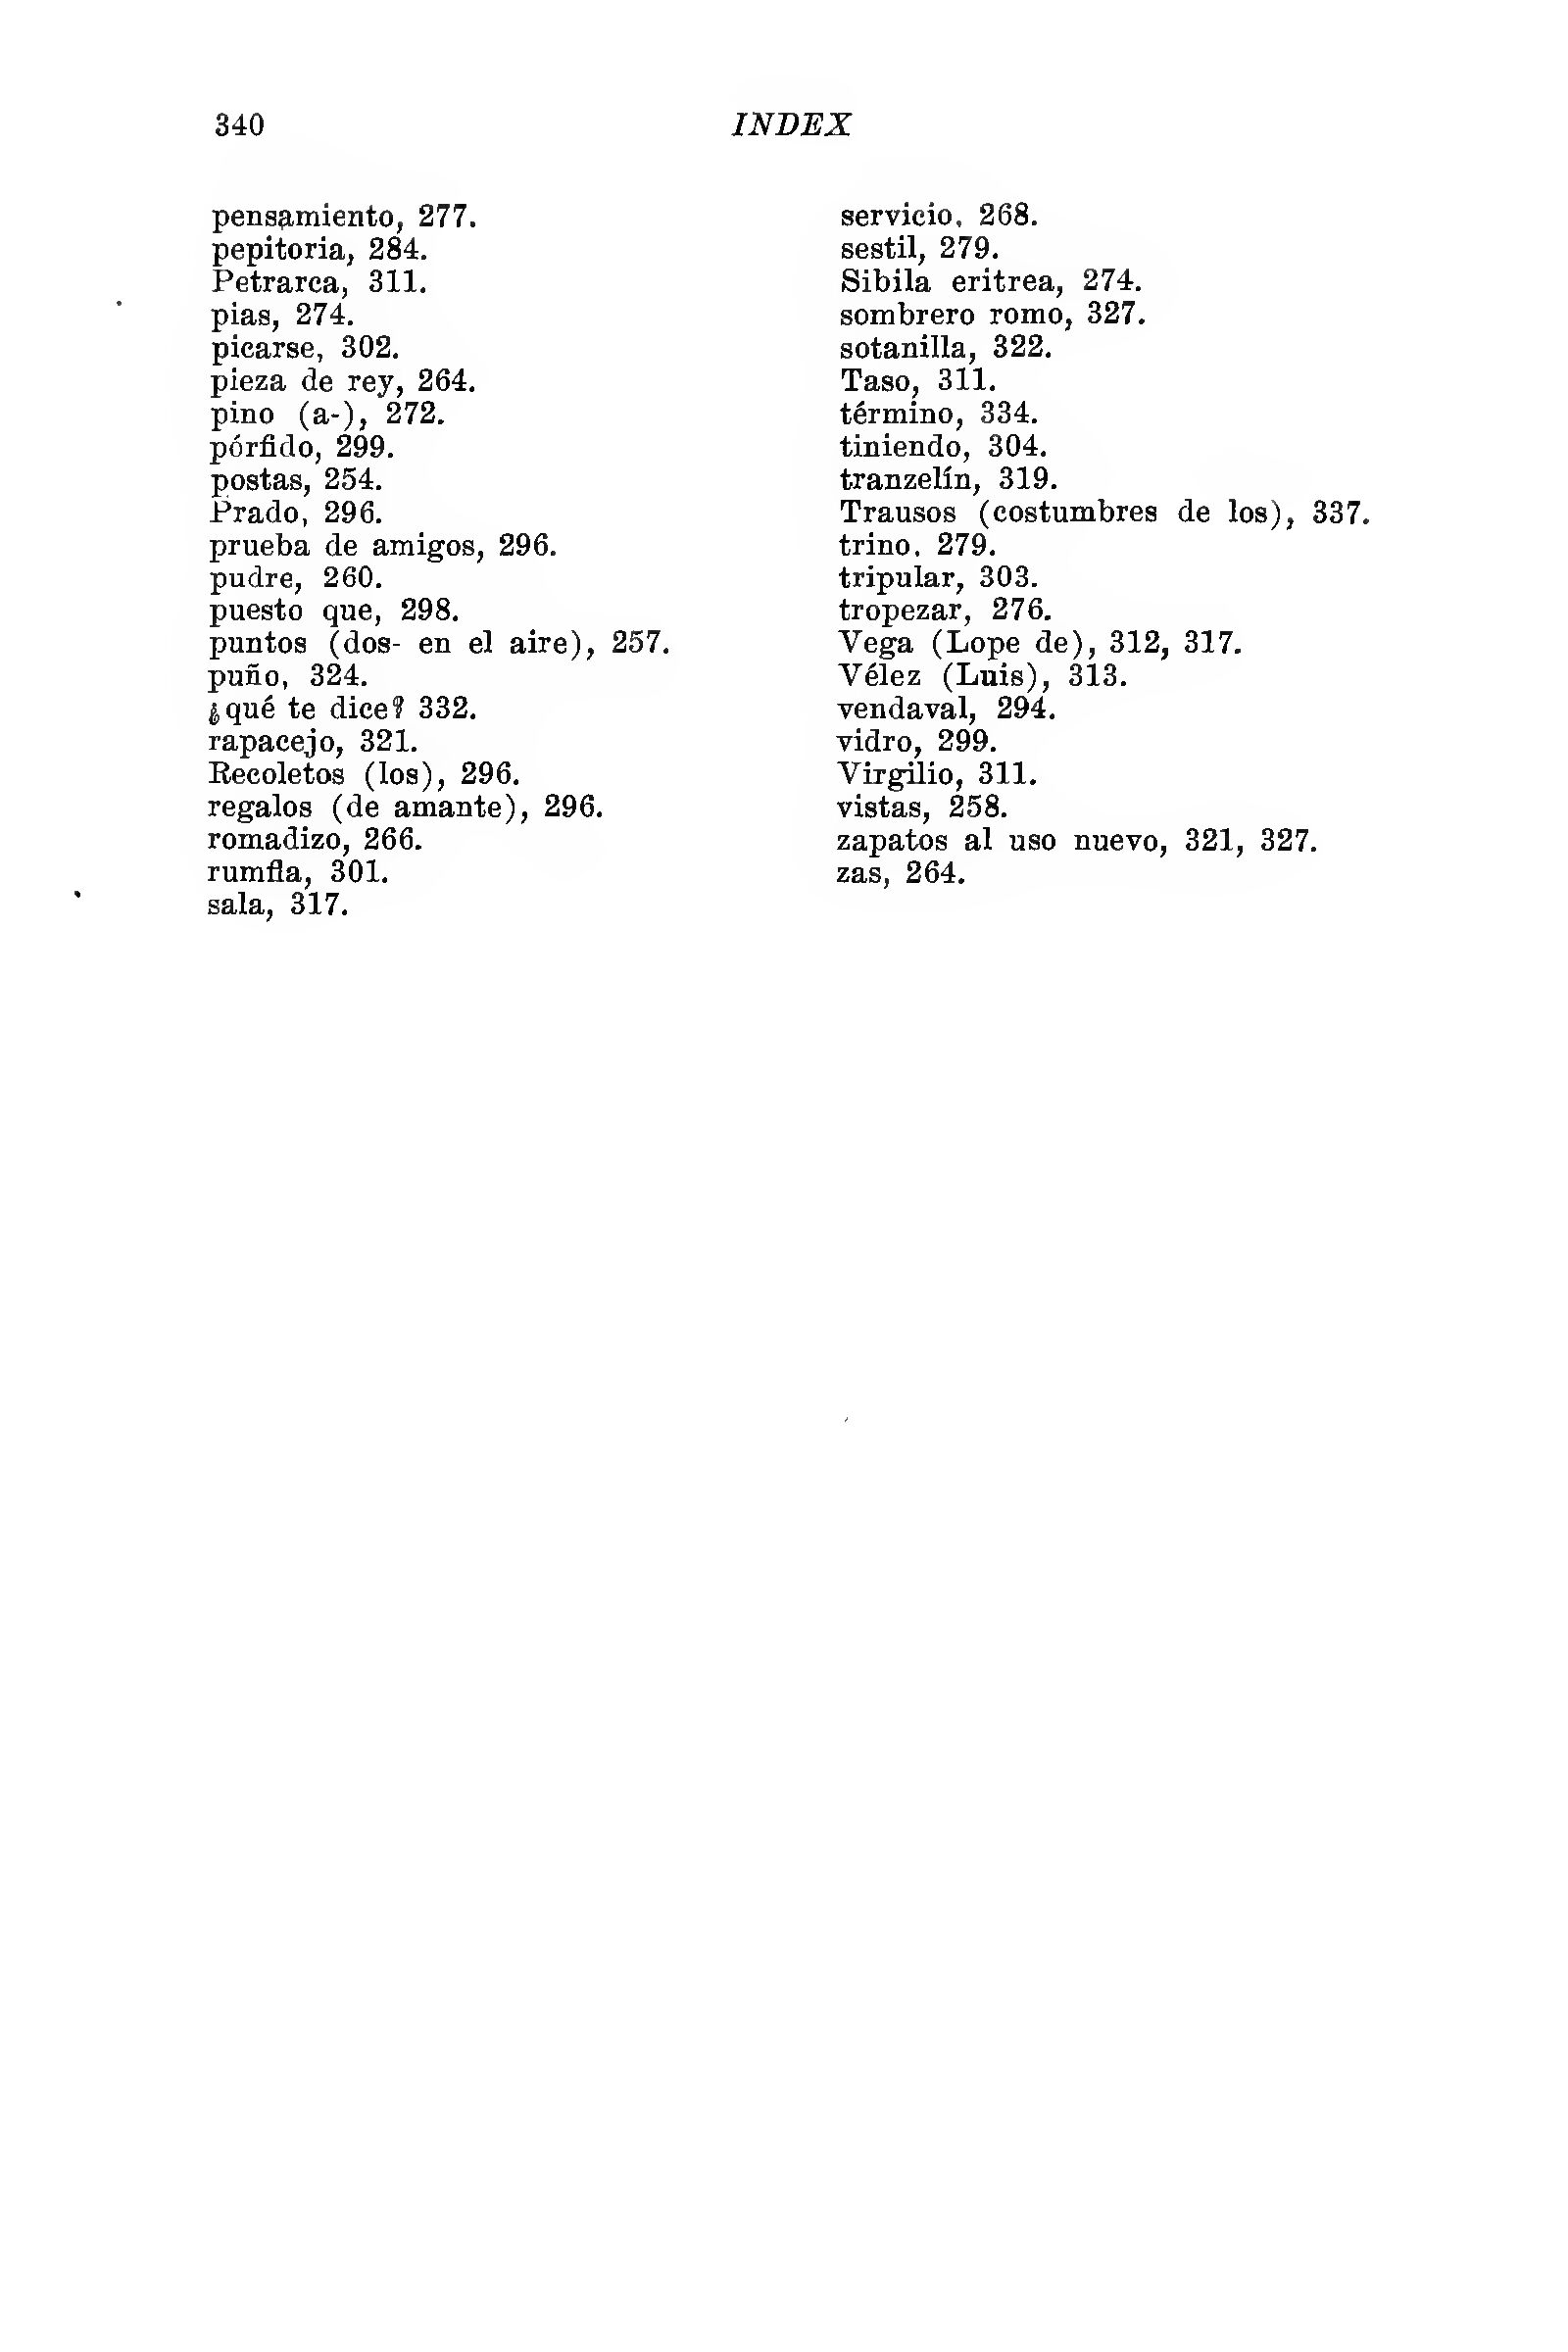 340 INDEX
pensamiento, 277.
pepitoria, 284.
Petrarca, 311.
pias, 274.
picarse, 302.
pieza de rey, 264.
pino (a-), 272.
pórfido, 299.
postas, 254.
Prado, 296.
prueba de amigos, 296.
pudre, 260.
puesto que, 298.
puntos (dos- en el aire), 257.
puño, 324.
¿qué te dice? 332.
rapacejo, 321.
Recoletos (los), 296.
regalos (de amante), 296.
romadizo, 266.
rumfla, 301.
sala, 317.
servicio, 268.
sestil, 279.
Sibila eritrea, 274.
sombrero romo, 327.
sotanilla, 322.
Taso, 311.
término, 334.
tiniendo, 304.
tranzelín, 319.
Trausos (costumbres de los), 337.
trino, 279.
tripular, 303.
tropezar, 276.
Vega (Lope de), 312, 317.
Vélez (Luis), 313.
vendaval, 294.
vidro, 299.
Virgilio, 311.
vistas, 258.
zapatos al uso nuevo, 321, 327.
zas, 264.